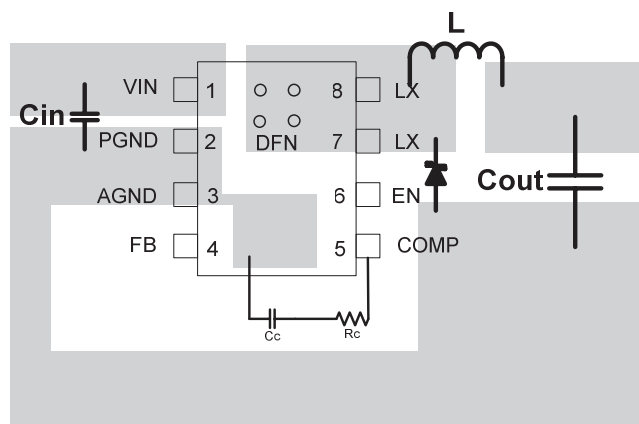 L
VIN 1 8 LX
Cin
PGND 2 DFN 7 LX
AGND 3 6 EN
Cout
FB 4 5 COMP
Cc Rc